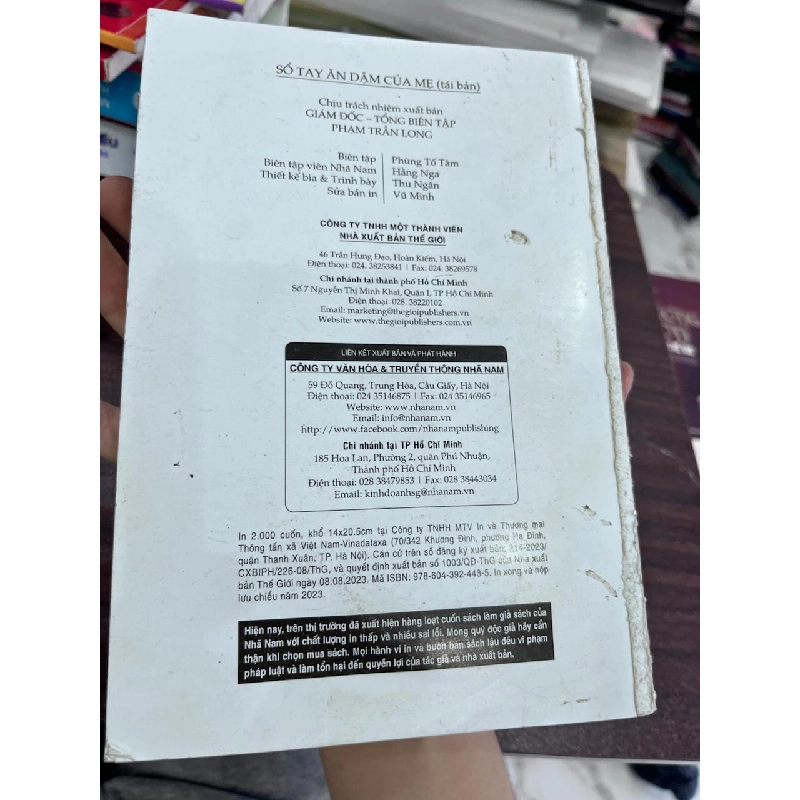 SỔ TAY ĂN DẶM CỦA MẸ (tái bản)
Chịu trách nhiệm xuất bản
GIÁM ĐỐC – TỔNG BIÊN TẬP
PHẠM TRẦN LONG
Biên tập Phùng Tố Tâm
Biên tập viên Nhã Nam Hằng Nga
Thiết kế bìa & Trình bày Thu Ngân
Sửa bản in Vũ Minh
CÔNG TY TNHH MỘT THÀNH VIÊN
NHÀ XUẤT BẢN THẾ GIỚI
46 Trần Hưng Đạo, Hoàn Kiếm, Hà Nội
Điện thoại: 024. 38253841 | Fax: 024. 38269578
Chi nhánh tại thành phố Hồ Chí Minh
Số 7 Nguyễn Thị Minh Khai, Quận I, TP Hồ Chí Minh
Điện thoại: 028. 38220102
Email: marketing@thegioipublishers.vn
Website: www.thegioipublishers.com.vn
LIÊN KẾT XUẤT BẢN VÀ PHÁT HÀNH
CÔNG TY VĂN HÓA & TRUYỀN THÔNG NHÃ NAM
59 Đỗ Quang, Trung Hòa, Cầu Giấy, Hà Nội
Điện thoại: 024 35146875 | Fax: 024 35146965
Website: www.nhanam.vn
Email: info@nhanam.vn
http://www.facebook.com/nhanampublishing
Chi nhánh tại TP Hồ Chí Minh
185 Hoa Lan, Phường 2, quận Phú Nhuận,
Thành phố Hồ Chí Minh
Điện thoại: 028 38479853 | Fax: 028 38443034
Email: kinhdoanhsg@nhanam.vn
In 2.000 cuốn, khổ 14x20.5cm tại Công ty TNHH MTV In và Thương mại
Thông tấn xã Việt Nam-Vinadataxa (70/342 Khương Đình, phường Hạ Đình,
quận Thanh Xuân, TP. Hà Nội). Căn cứ trên số đăng ký xuất bản: 214-2023/
CXBIPH/226-08/ThG, và quyết định xuất bản số 1003/QĐ-ThG của Nhà xuất
bản Thế Giới ngày 08.08.2023. Mã ISBN: 978-604-392-443-5. In xong và nộp
lưu chiểu năm 2023.
Hiện nay, trên thị trường đã xuất hiện hàng loạt cuốn sách làm giả sách của
Nhã Nam với chất lượng in thấp và nhiều sai lỗi. Mong quý độc giả hãy cẩn
thận khi chọn mua sách. Mọi hành vi in và buôn bán sách lậu đều vi phạm
pháp luật và làm tổn hại đến quyền lợi của tác giả và nhà xuất bản.